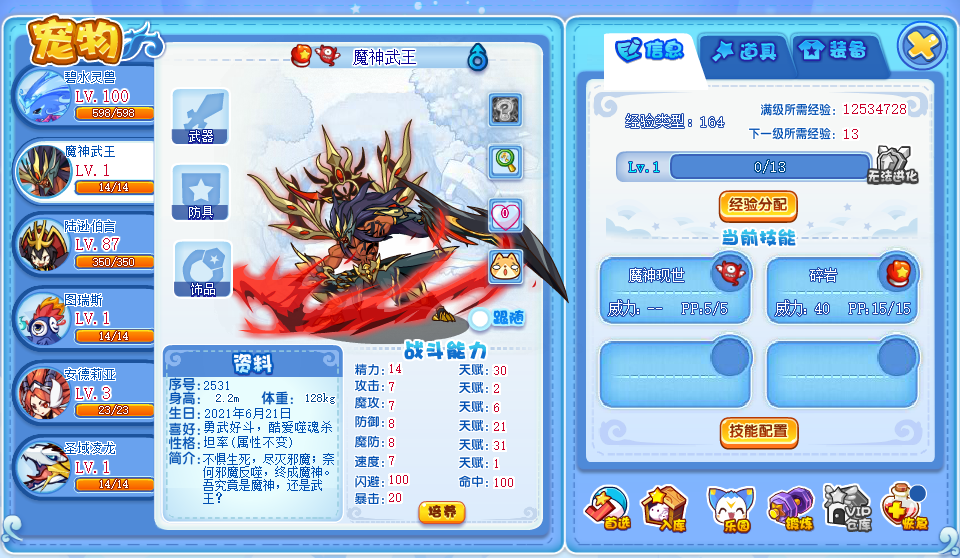 宠物
碧水灵兽
LV. 100
598/598
魔神武王
LV. 1
14/14
陆逊伯言
LV. 87
350/350
图瑞斯
LV. 1
14/14
安德莉亚
LV. 3
23/23
圣域凌龙
LV. 1
14/14
魔神武王
武器
防具
饰品
0
跟随
资料
序号: 2531
身高: 2.2m 体重: 128kg
生日: 2021年6月21日
喜好: 勇武好斗，酷爱噬魂杀
性格: 坦率(属性不变)
简介: 不惧生死，尽灭邪魔；奈
何邪魔反噬，终成魔神。
吾究竟是魔神，还是武
王？
战斗能力
精力: 14 天赋: 30
攻击: 7 天赋: 2
魔攻: 7 天赋: 6
防御: 8 天赋: 21
魔防: 8 天赋: 31
速度: 7 天赋: 1
闪避: 100 命中: 100
暴击: 20
培养
信息
道具
装备
经验类型: 164
满级所需经验: 12534728
下一级所需经验: 13
Lv.1
0/13
无法进化
经验分配
当前技能
魔神现世
威力: -- PP:5/5
碎岩
威力: 40 PP:15/15
技能配置
首选
入库
乐园
锻炼
VIP
仓库
恢复